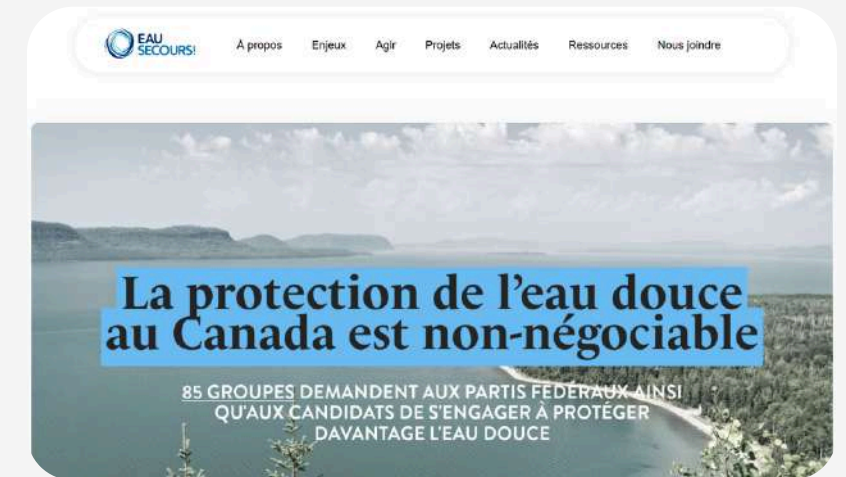 EAU
SECOURS!
À propos Enjeux Agir Projets Actualités Ressources Nous joindre
La protection de l'eau douce
au Canada est non-négociable
85 GROUPES DEMANDENT AUX PARTIS FÉDÉRAUX AINSI
QU'AUX CANDIDATS DE S'ENGAGER À PROTÉGER
DAVANTAGE L'EAU DOUCE